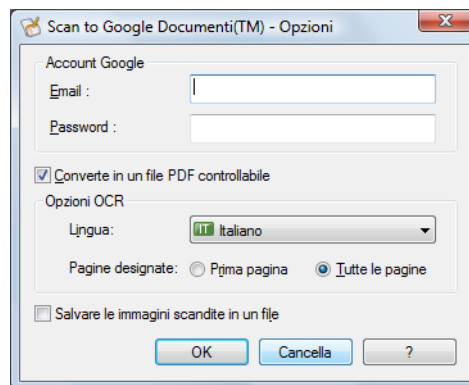 Scan to Google Documenti(TM) - Opzioni
Account Google
Email :
Password :
Converte in un file PDF controllabile
Opzioni OCR
Lingua:
IT Italiano
Pagine designate: Prima pagina Tutte le pagine
Salvare le immagini scandite in un file
OK Cancella ?